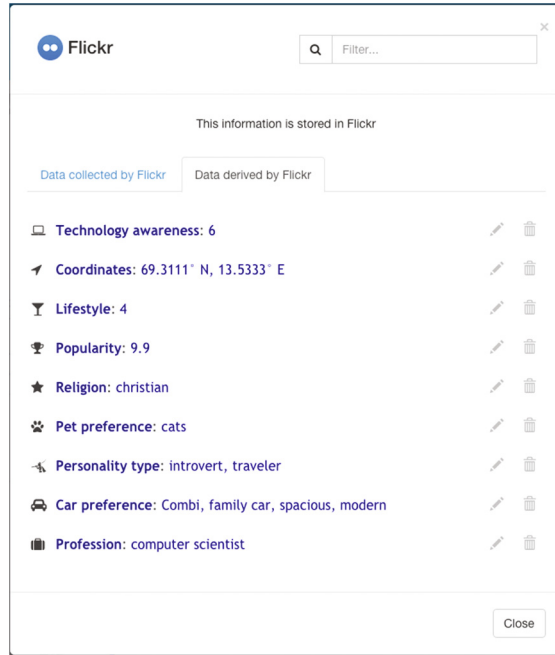 Flickr
Filter...
This information is stored in Flickr
Data collected by Flickr
Data derived by Flickr
Technology awareness: 6
Coordinates: 69.3111° N, 13.5333° E
Lifestyle: 4
Popularity: 9.9
Religion: christian
Pet preference: cats
Personality type: introvert, traveler
Car preference: Combi, family car, spacious, modern
Profession: computer scientist
Close